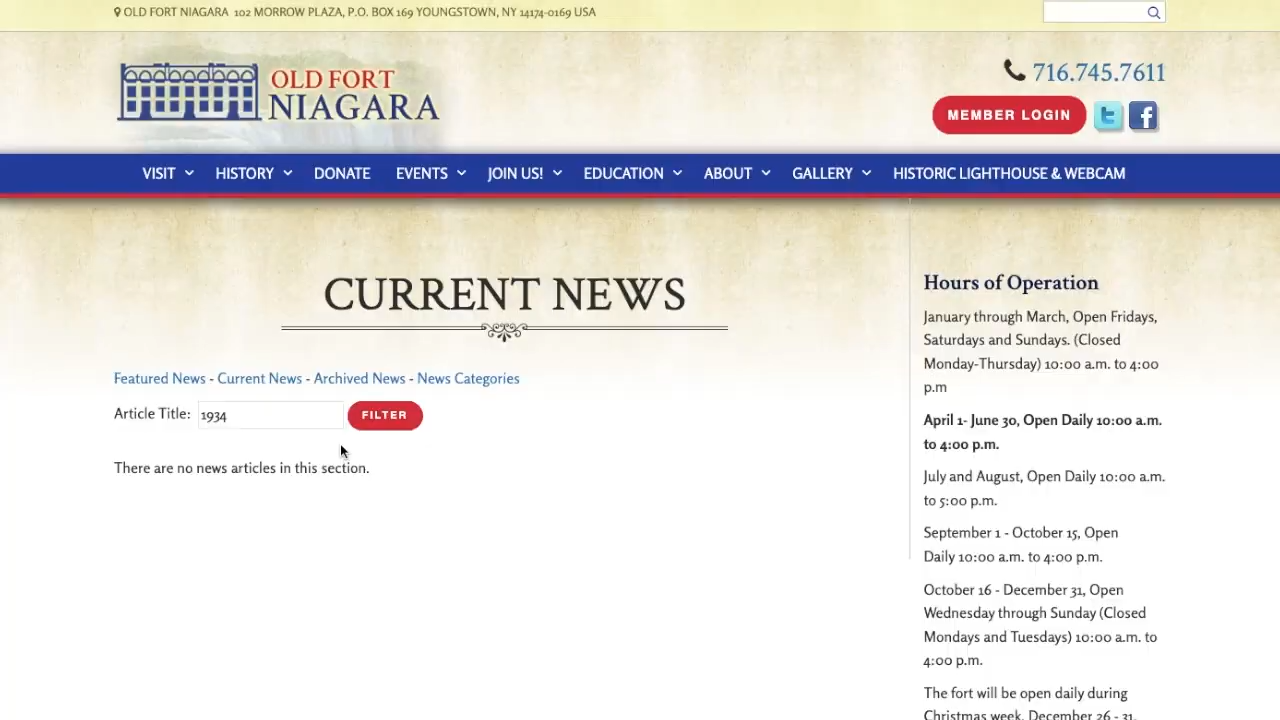 OLD FORT NIAGARA 102 MORROW PLAZA, P.O. BOX 169 YOUNGSTOWN, NY 14174-0169 USA
OLD FORT
NIAGARA
716.745.7611
MEMBER LOGIN
VISIT HISTORY DONATE EVENTS JOIN US! EDUCATION ABOUT GALLERY HISTORIC LIGHTHOUSE & WEBCAM
CURRENT NEWS
Featured News - Current News - Archived News - News Categories
Article Title: 1934 FILTER
There are no news articles in this section.
Hours of Operation
January through March, Open Fridays,
Saturdays and Sundays. (Closed
Monday-Thursday) 10:00 a.m. to 4:00
p.m
April 1- June 30, Open Daily 10:00 a.m.
to 4:00 p.m.
July and August, Open Daily 10:00 a.m.
to 5:00 p.m.
September 1 - October 15, Open
Daily 10:00 a.m. to 4:00 p.m.
October 16 - December 31, Open
Wednesday through Sunday (Closed
Mondays and Tuesdays) 10:00 a.m. to
4:00 p.m.
The fort will be open daily during
Christmas week, December 26 - 31,